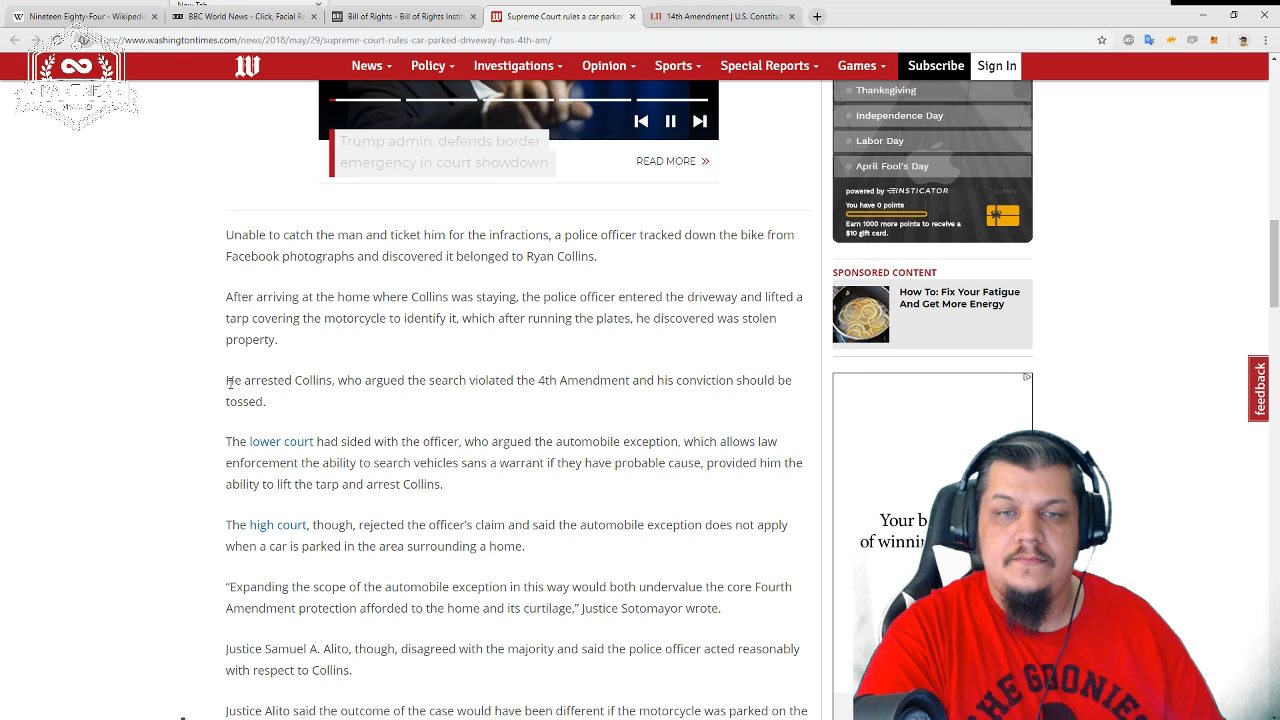 Nineteen Eighty-Four - Wikiped
BBC World News - Click, Facial Re
Bill of Rights - Bill of Rights Insti
Supreme Court rules a car parked
14th Amendment | U.S. Constitut
www.washingtontimes.com/news/2018/may/29/supreme-court-rules-car-parked-driveway-has-4th-am/
W News Policy Investigations Opinion Sports Special Reports Games Subscribe Sign In
Trump admin. defends border
emergency in court showdown
READ MORE »
Thanksgiving
Independence Day
Labor Day
April Fool's Day
powered by INSTICATOR
You have 0 points
Earn 1000 more points to receive a
$10 gift card.
catch
SPONSORED CONTENT
How To: Fix Your Fatigue
And Get More Energy
feedback
Unable to catch the man and ticket him for the infractions, a police officer tracked down the bike from
Facebook photographs and discovered it belonged to Ryan Collins.
After arriving at the home where Collins was staying, the police officer entered the driveway and lifted a
tarp covering the motorcycle to identify it, which after running the plates, he discovered was stolen
property.
He arrested Collins, who argued the search violated the 4th Amendment and his conviction should be
tossed.
The lower court had sided with the officer, who argued the automobile exception, which allows law
enforcement the ability to search vehicles sans a warrant if they have probable cause, provided him the
ability to lift the tarp and arrest Collins.
The high court, though, rejected the officer's claim and said the automobile exception does not apply
when a car is parked in the area surrounding a home.
“Expanding the scope of the automobile exception in this way would both undervalue the core Fourth
Amendment protection afforded to the home and its curtilage,” Justice Sotomayor wrote.
Justice Samuel A. Alito, though, disagreed with the majority and said the police officer acted reasonably
with respect to Collins.
Justice Alito said the outcome of the case would have been different if the motorcycle was parked on the
Your b
of winni
THE GOONIES